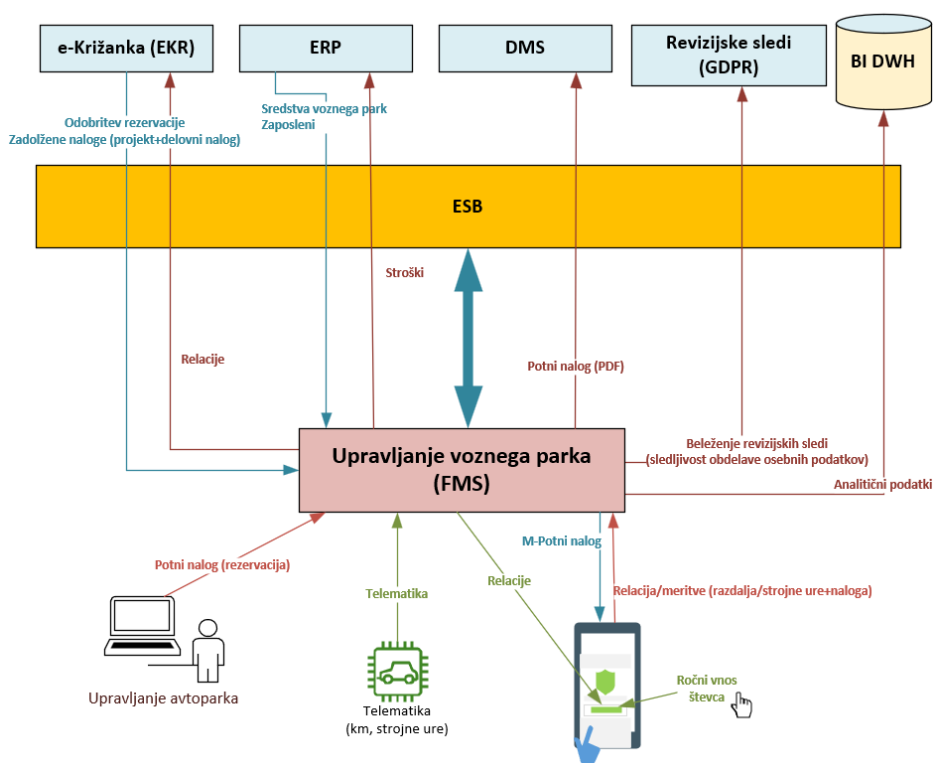 e-Križanka (EKR)
ERP
DMS
Revizijske sledi
(GDPR)
BI DWH
Odobritev rezervacije
Zadolžene naloge (projekt+delovni nalog)
Sredstva voznega park
Zaposleni
ESB
Stroški
Relacije
Potni nalog (PDF)
Upravljanje voznega parka
(FMS)
Beleženje revizijskih sledi
(sledljivost obdelave osebnih podatkov)
Analitični podatki
Potni nalog (rezervacija)
Telematika
Relacije
M-Potni nalog
Relacija/meritve (razdalja/strojne ure+naloga)
Upravljanje avtoparka
Telematika
(km, strojne ure)
Ročni vnos
števca